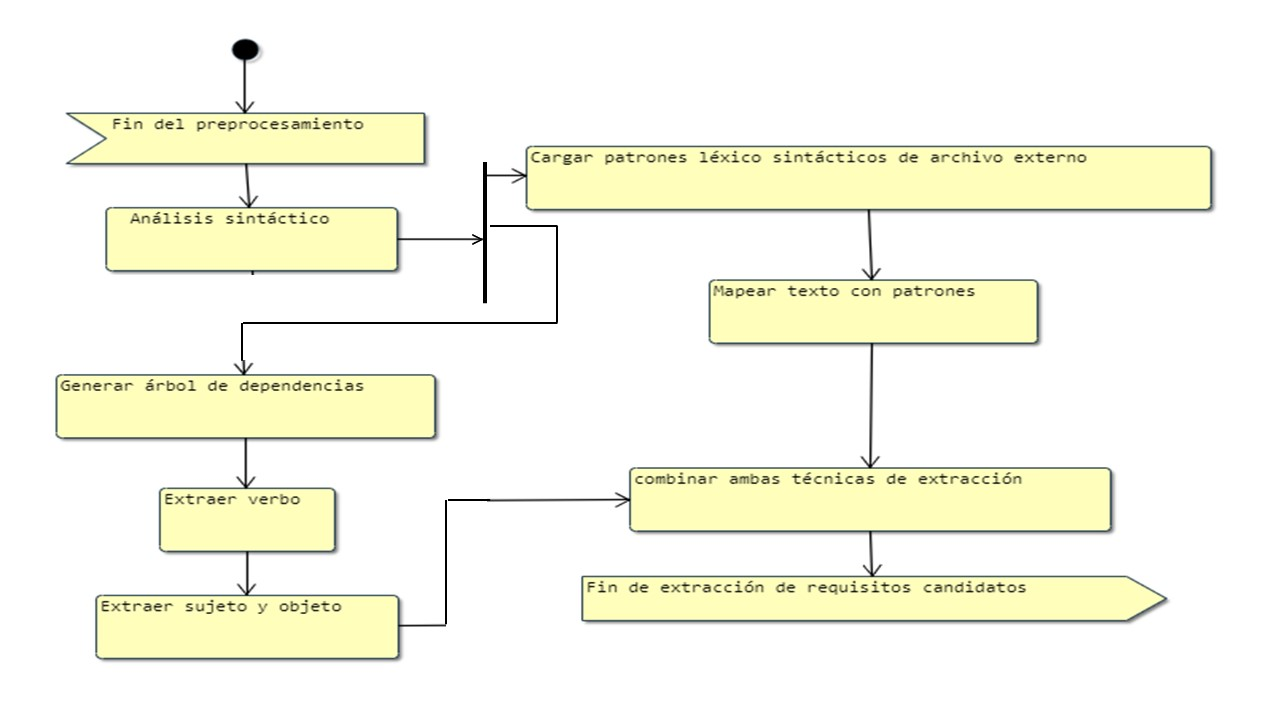 Fin del preprocesamiento
Análisis sintáctico
Cargar patrones léxico sintácticos de archivo externo
Mapear texto con patrones
Generar árbol de dependencias
Extraer verbo
Extraer sujeto y objeto
combinar ambas técnicas de extracción
Fin de extracción de requisitos candidatos